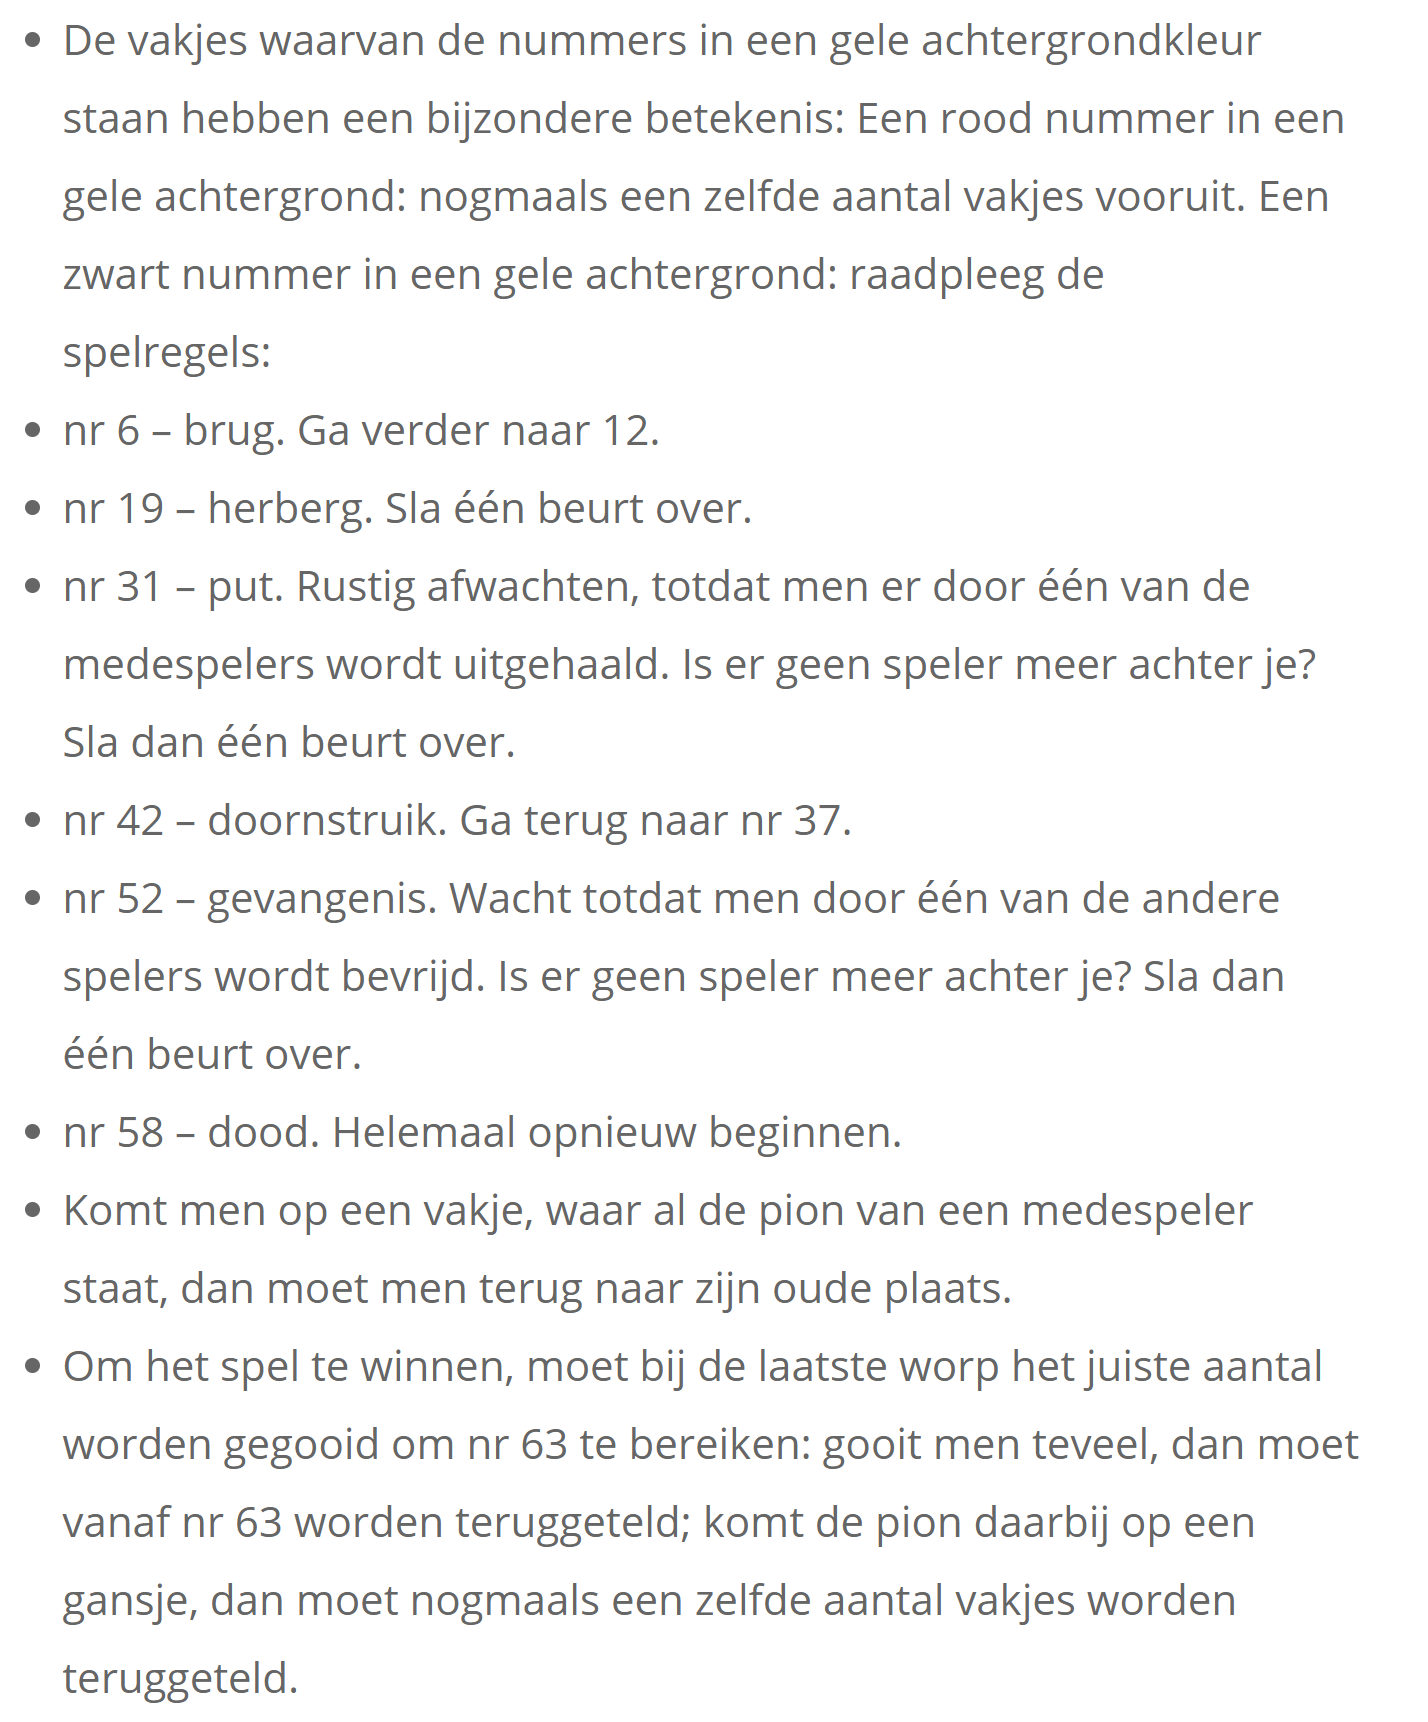 • De vakjes waarvan de nummers in een gele achtergrondkleur
staan hebben een bijzondere betekenis: Een rood nummer in een
gele achtergrond: nogmaals een zelfde aantal vakjes vooruit. Een
zwart nummer in een gele achtergrond: raadpleeg de
spelregels:
• nr 6 – brug. Ga verder naar 12.
• nr 19 – herberg. Sla één beurt over.
• nr 31 – put. Rustig afwachten, totdat men er door één van de
medespelers wordt uitgehaald. Is er geen speler meer achter je?
Sla dan één beurt over.
• nr 42 – doornstruik. Ga terug naar nr 37.
• nr 52 – gevangenis. Wacht totdat men door één van de andere
spelers wordt bevrijd. Is er geen speler meer achter je? Sla dan
één beurt over.
• nr 58 – dood. Helemaal opnieuw beginnen.
• Komt men op een vakje, waar al de pion van een medespeler
staat, dan moet men terug naar zijn oude plaats.
• Om het spel te winnen, moet bij de laatste worp het juiste aantal
worden gegooid om nr 63 te bereiken: gooit men teveel, dan moet
vanaf nr 63 worden teruggeteld; komt de pion daarbij op een
gansje, dan moet nogmaals een zelfde aantal vakjes worden
teruggeteld.